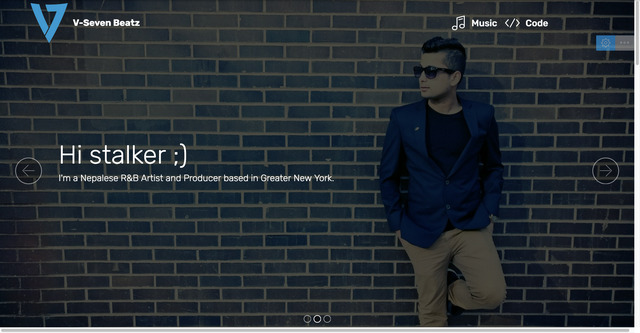 V-Seven Beatz
Music
Code
Hi stalker ;)
I'm a Nepalese R&B Artist and Producer based in Greater New York.